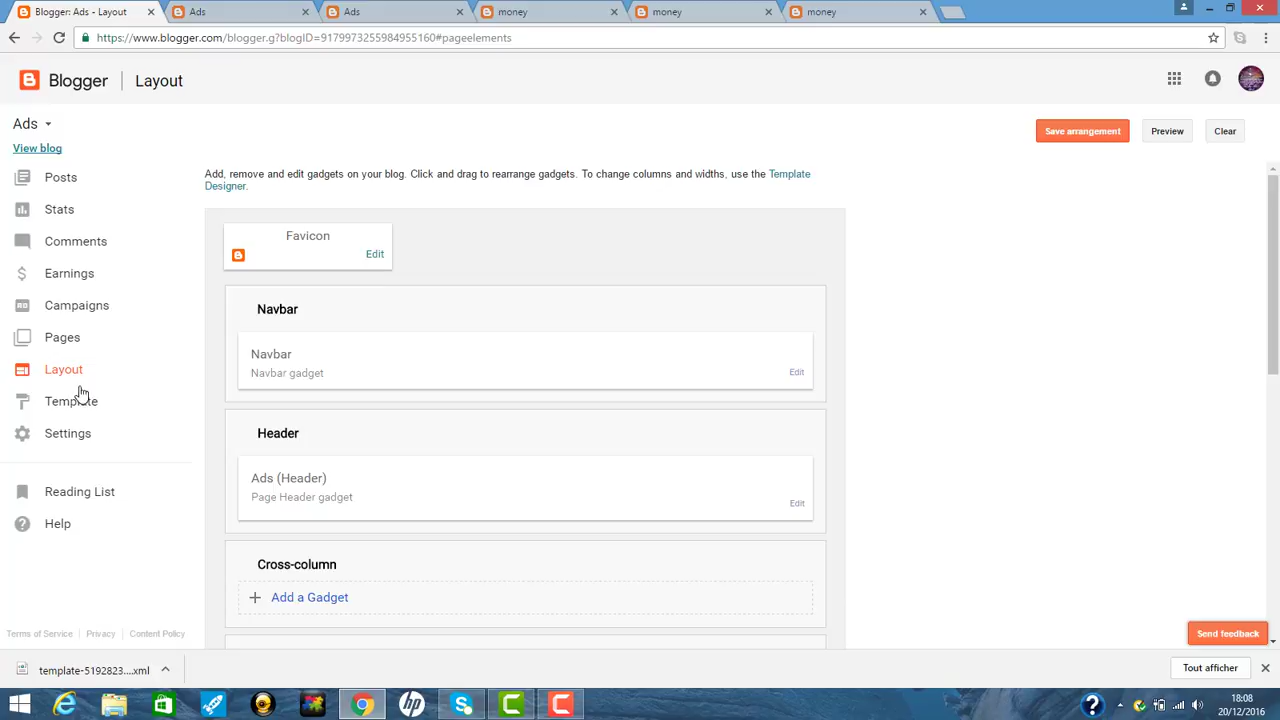 Blogger: Ads - Layout
Ads
Ads
money
money
money
https://www.blogger.com/blogger.g?blogID=9179973255984955160#pageelements
Blogger
Layout
Ads
View blog
Save arrangement
Preview
Clear
Posts
Stats
Comments
Earnings
Campaigns
Pages
Layout
Template
Settings
Reading List
Help
Terms of Service
Privacy
Content Policy
Add, remove and edit gadgets on your blog. Click and drag to rearrange gadgets. To change columns and widths, use the Template
Designer.
Favicon
Edit
Navbar
Navbar
Navbar gadget
Edit
Header
Ads (Header)
Page Header gadget
Edit
Cross-column
Add a Gadget
Send feedback
template-5192823....xml
Tout afficher
18:08
20/12/2016